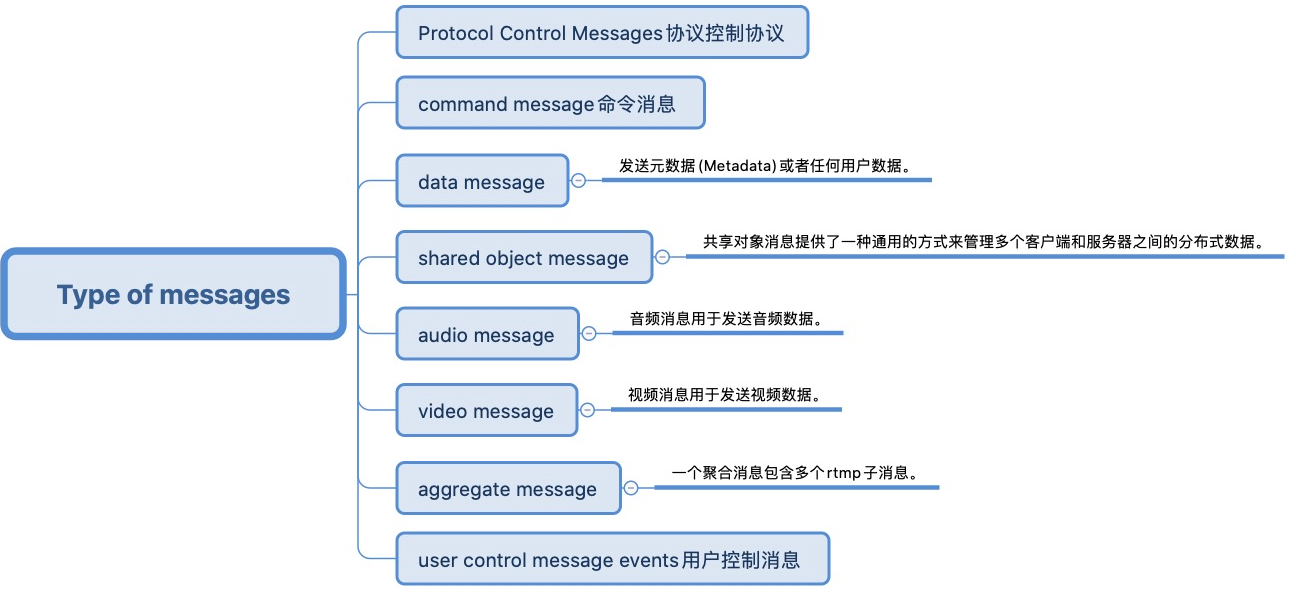 Protocol Control Messages协议控制协议
command message命令消息
data message
发送元数据(Metadata)或者任何用户数据。
shared object message
共享对象消息提供了一种通用的方式来管理多个客户端和服务器之间的分布式数据。
Type of messages
audio message
音频消息用于发送音频数据。
video message
视频消息用于发送视频数据。
aggregate message
一个聚合消息包含多个rtmp子消息。
user control message events用户控制消息